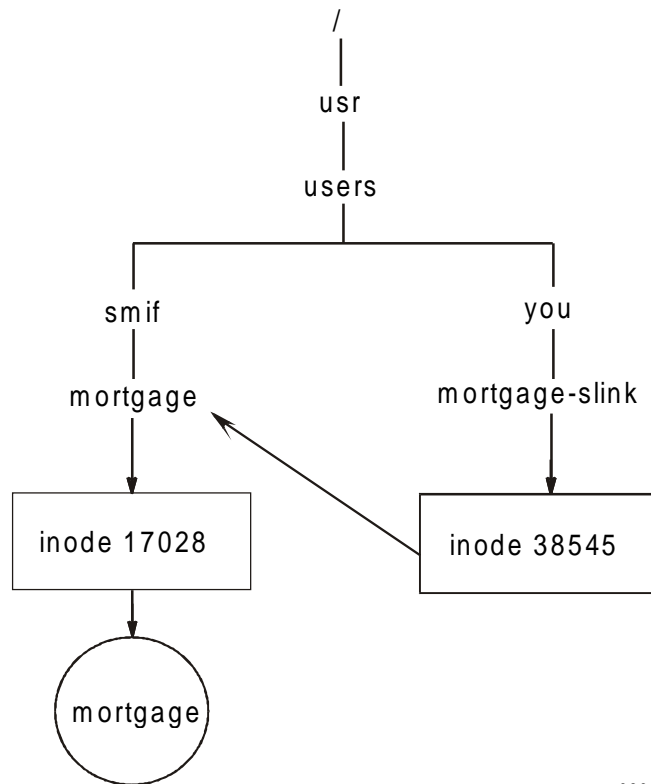 /
usr
users
smif
you
mortgage
mortgage-slink
inode 17028
inode 38545
mortgage